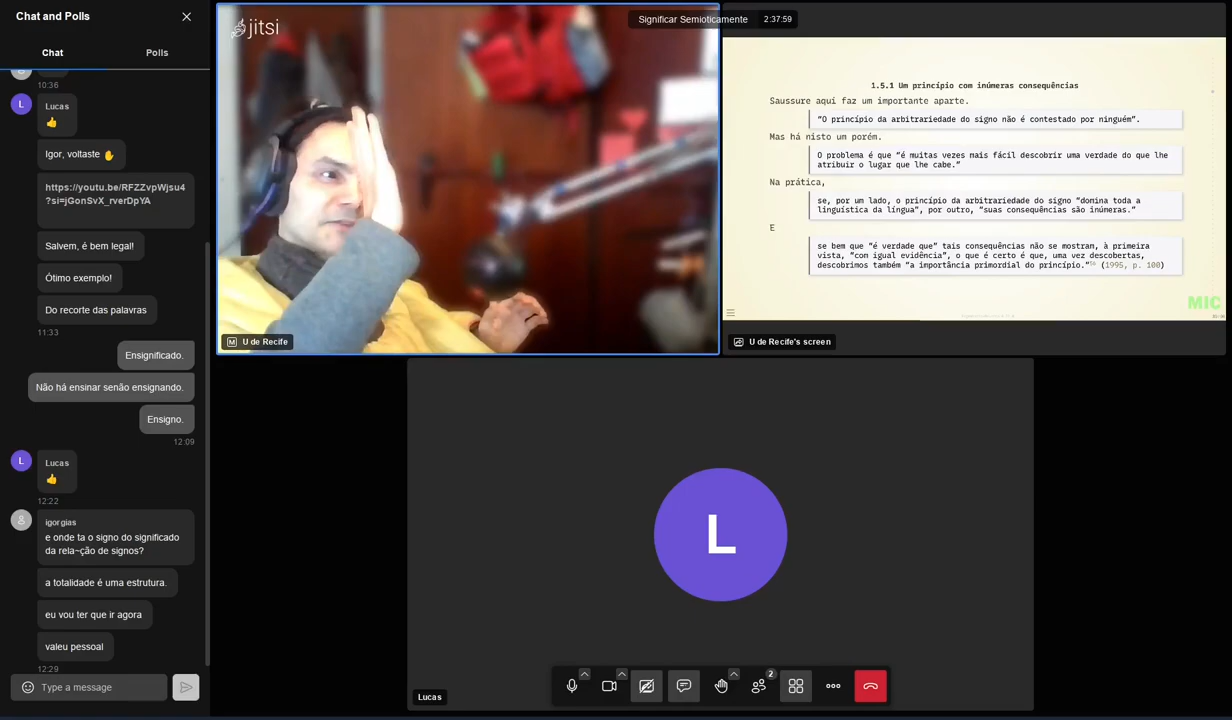 Chat and Polls
Chat
Polls
10:36
L
Lucas
👍
Igor, voltaste ✋
https://youtu.be/RFZZvpWjsu4
?si=jGonSvX_rverDpYA
Salvem, é bem legal!
Ótimo exemplo!
Do recorte das palavras
11:33
Ensignificado.
Não há ensinar senão ensignando.
Ensigno.
12:09
L
Lucas
👍
12:22
igorgias
e onde ta o signo do significado
da rela~ção de signos?
a totalidade é uma estrutura.
eu vou ter que ir agora
valeu pessoal
12:29
Type a message
jitsi
Significar Semioticamente
2:37:59
U de Recife
1.5.1 Um princípio com inúmeras consequências
Saussure aqui faz um importante aparte.
“O princípio da arbitrariedade do signo não é contestado por ninguém”.
Mas há nisto um porém.
O problema é que “é muitas vezes mais fácil descobrir uma verdade do que lhe
atribuir o lugar que lhe cabe.”
Na prática,
se, por um lado, o princípio da arbitrariedade do signo “domina toda a
linguística da língua”, por outro, “suas consequências são inúmeras.”
E
se bem que “é verdade que” tais consequências não se mostram, à primeira
vista, “com igual evidência”, o que é certo é que, uma vez descobertas,
descobrimos também “a importância primordial do princípio.” (1995, p. 100)
MIC
U de Recife's screen
L
Lucas
2